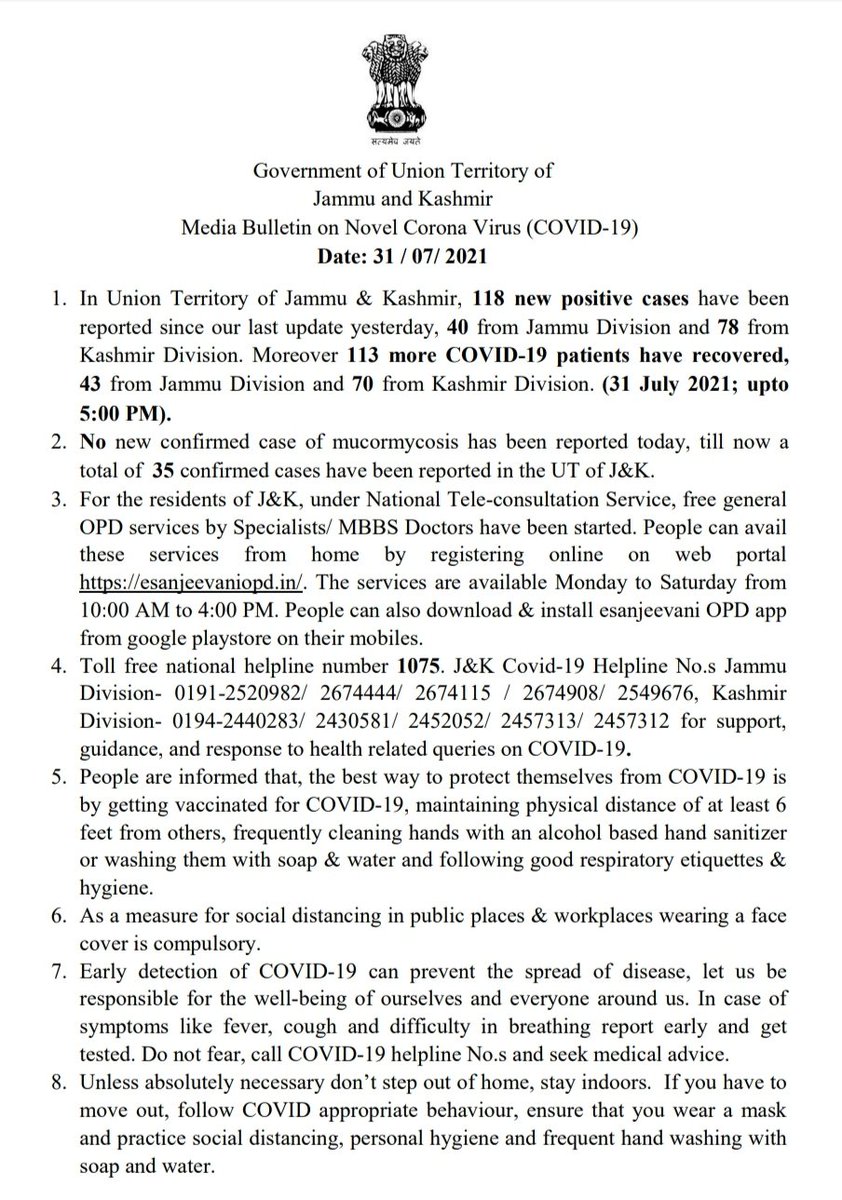 सत्यमेव जयते
Government of Union Territory of
Jammu and Kashmir
Media Bulletin on Novel Corona Virus (COVID-19)
Date: 31 / 07/ 2021
1. In Union Territory of Jammu & Kashmir, 118 new positive cases have been
reported since our last update yesterday, 40 from Jammu Division and 78 from
Kashmir Division. Moreover 113 more COVID-19 patients have recovered,
43 from Jammu Division and 70 from Kashmir Division. (31 July 2021; upto
5:00 PM).
2. No new confirmed case of mucormycosis has been reported today, till now a
total of 35 confirmed cases have been reported in the UT of J&K.
3. For the residents of J&K, under National Tele-consultation Service, free general
OPD services by Specialists/ MBBS Doctors have been started. People can avail
these services from home by registering online on web portal
https://esanjeevaniopd.in/. The services are available Monday to Saturday from
10:00 AM to 4:00 PM. People can also download & install esanjeevani OPD app
from google playstore on their mobiles.
4. Toll free national helpline number 1075. J&K Covid-19 Helpline No.s Jammu
Division- 0191-2520982/ 2674444/ 2674115 / 2674908/ 2549676, Kashmir
Division- 0194-2440283/ 2430581/ 2452052/ 2457313/ 2457312 for support,
guidance, and response to health related queries on COVID-19.
5. People are informed that, the best way to protect themselves from COVID-19 is
by getting vaccinated for COVID-19, maintaining physical distance of at least 6
feet from others, frequently cleaning hands with an alcohol based hand sanitizer
or washing them with soap & water and following good respiratory etiquettes &
hygiene.
6. As a measure for social distancing in public places & workplaces wearing a face
cover is compulsory.
7. Early detection of COVID-19 can prevent the spread of disease, let us be
responsible for the well-being of ourselves and everyone around us. In case of
symptoms like fever, cough and difficulty in breathing report early and get
tested. Do not fear, call COVID-19 helpline No.s and seek medical advice.
8. Unless absolutely necessary don’t step out of home, stay indoors. If you have to
move out, follow COVID appropriate behaviour, ensure that you wear a mask
and practice social distancing, personal hygiene and frequent hand washing with
soap and water.